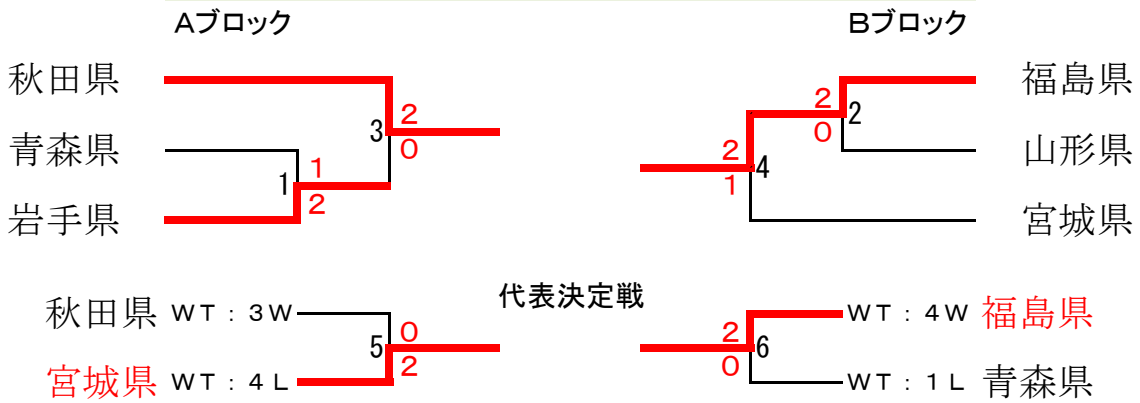 Aブロック Bブロック
秋田県 2 2 福島県
3 0 0 2
青森県 1 2 4 山形県
1 2 1
岩手県 宮城県
代表決定戦
秋田県 WT：3W 0 2 WT：4W 福島県
5 6
宮城県 WT：4L 2 0 WT：1L 青森県